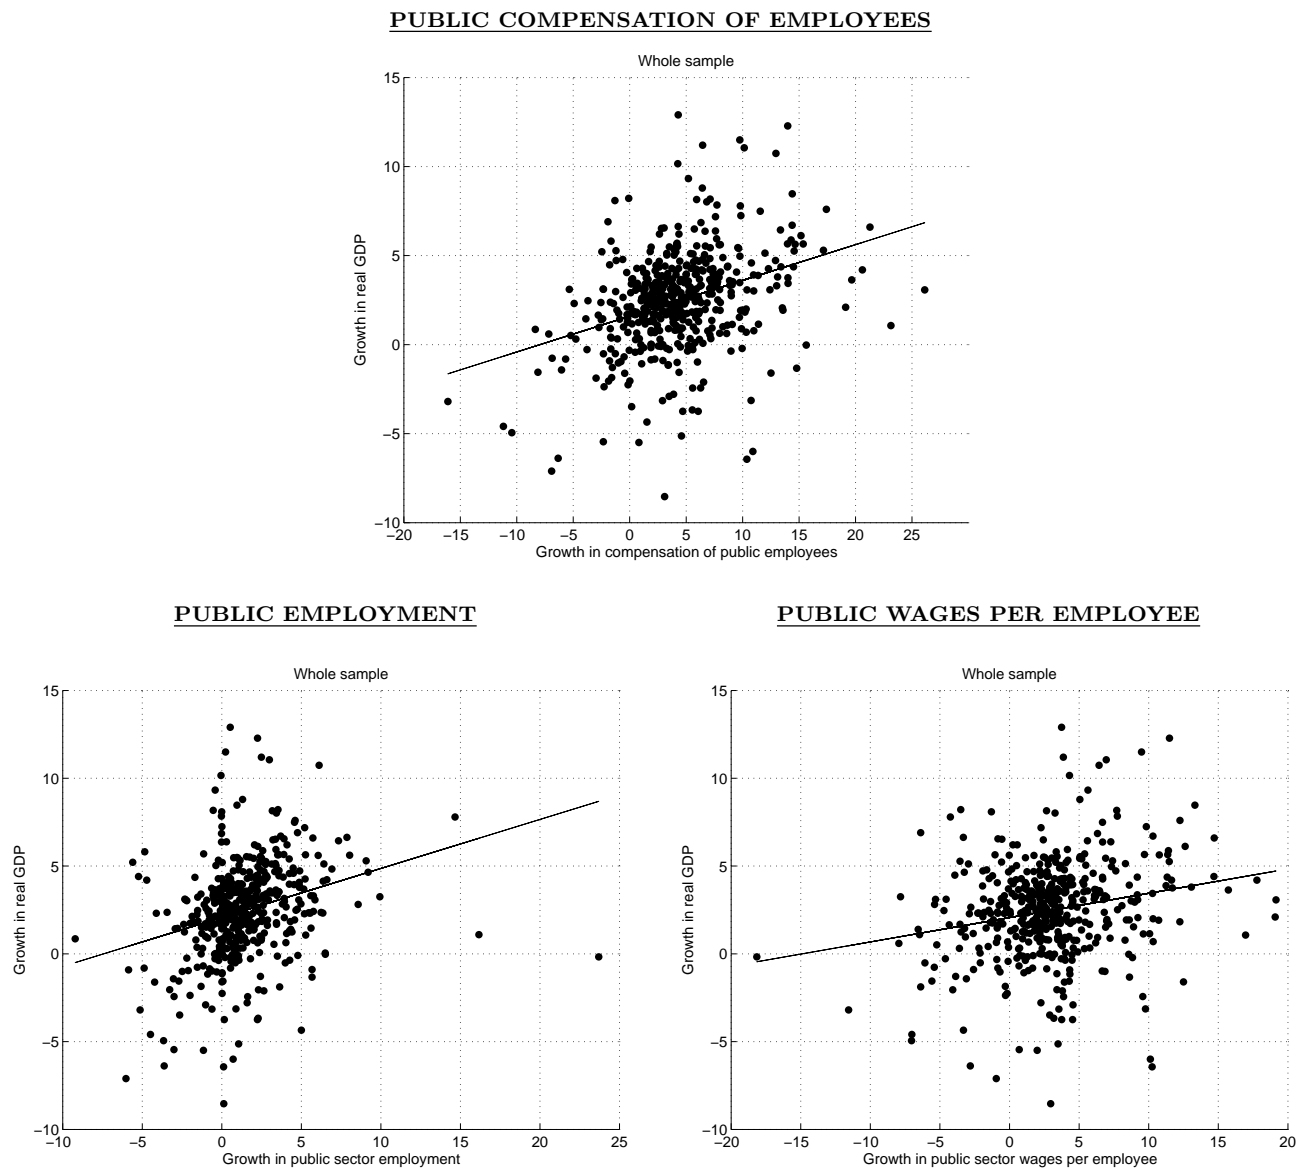 PUBLIC COMPENSATION OF EMPLOYEES
Whole sample
15
10
5
0
−5
−10
Growth in real GDP
−20 −15 −10 −5 0 5 10 15 20 25
Growth in compensation of public employees
PUBLIC EMPLOYMENT
Whole sample
15
10
5
0
−5
−10
Growth in real GDP
−10 −5 0 5 10 15 20 25
Growth in public sector employment
PUBLIC WAGES PER EMPLOYEE
Whole sample
15
10
5
0
−5
−10
Growth in real GDP
−20 −15 −10 −5 0 5 10 15 20
Growth in public sector wages per employee